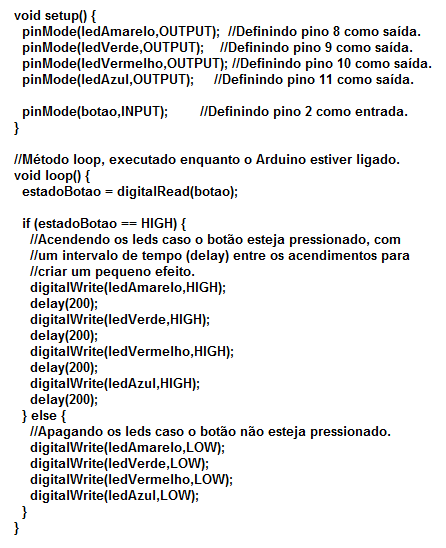 void setup() {
pinMode(ledAmarelo,OUTPUT); //Definindo pino 8 como saída.
pinMode(ledVerde,OUTPUT); //Definindo pino 9 como saída.
pinMode(ledVermelho,OUTPUT); //Definindo pino 10 como saída.
pinMode(ledAzul,OUTPUT); //Definindo pino 11 como saída.
pinMode(botao,INPUT); //Definindo pino 2 como entrada.
}
//Método loop, executado enquanto o Arduino estiver ligado.
void loop() {
estadoBotao = digitalRead(botao);
if (estadoBotao == HIGH) {
//Acendendo os leds caso o botão esteja pressionado, com
//um intervalo de tempo (delay) entre os acendimentos para
//criar um pequeno efeito.
digitalWrite(ledAmarelo,HIGH);
delay(200);
digitalWrite(ledVerde,HIGH);
delay(200);
digitalWrite(ledVermelho,HIGH);
delay(200);
digitalWrite(ledAzul,HIGH);
delay(200);
} else {
//Apagando os leds caso o botão não esteja pressionado.
digitalWrite(ledAmarelo,LOW);
digitalWrite(ledVerde,LOW);
digitalWrite(ledVermelho,LOW);
digitalWrite(ledAzul,LOW);
}
}